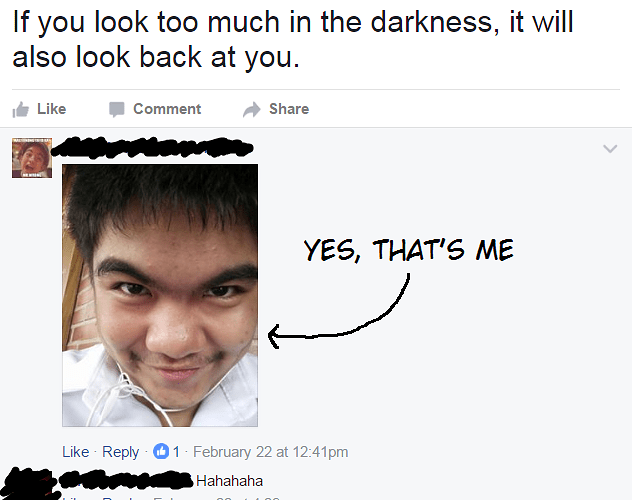 If you look too much in the darkness, it will
also look back at you.
Like Comment Share
YES, THAT'S ME
Like · Reply · 1 · February 22 at 12:41pm
Hahahaha